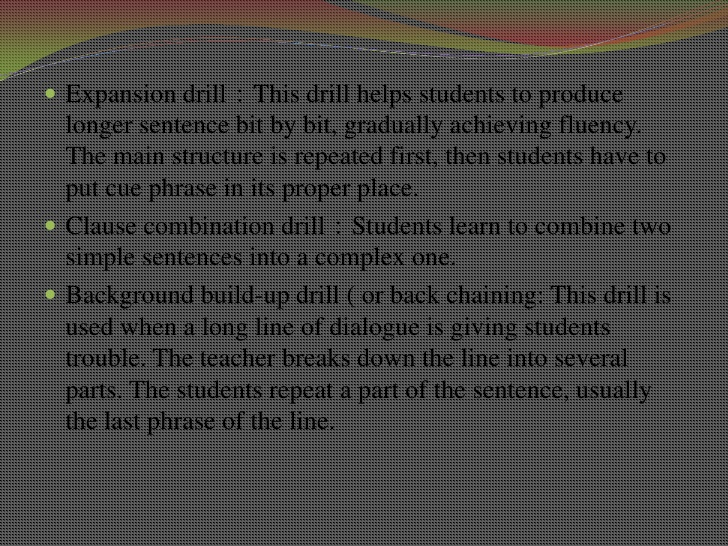 Expansion drill : This drill helps students to produce
longer sentence bit by bit, gradually achieving fluency.
The main structure is repeated first, then students have to
put cue phrase in its proper place.
Clause combination drill : Students learn to combine two
simple sentences into a complex one.
Background build-up drill ( or back chaining: This drill is
used when a long line of dialogue is giving students
trouble. The teacher breaks down the line into several
parts. The students repeat a part of the sentence, usually
the last phrase of the line.